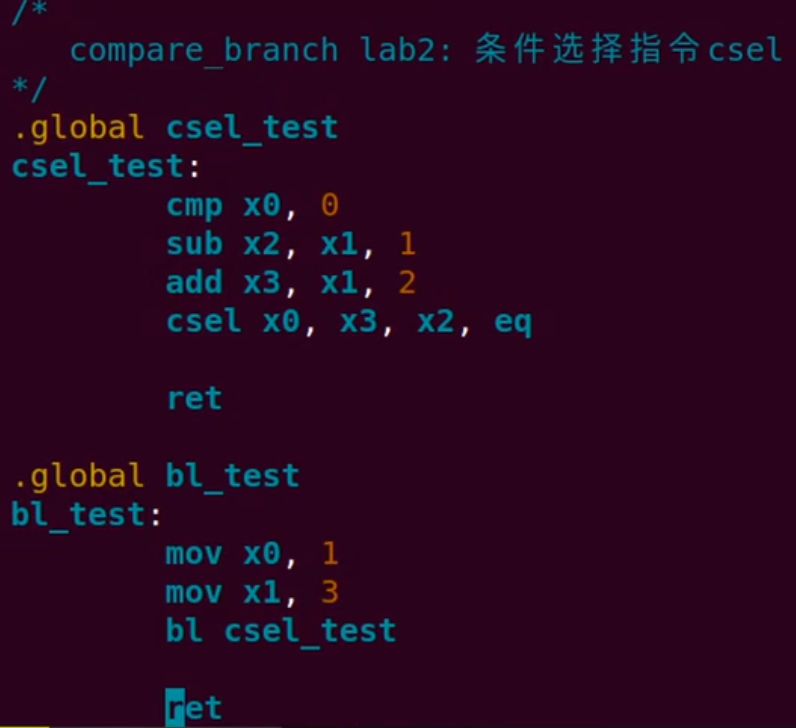 /*
compare_branch lab2: 条件选择指令csel
*/
.global csel_test
csel_test:
cmp x0, 0
sub x2, x1, 1
add x3, x1, 2
csel x0, x3, x2, eq
ret
.global bl_test
bl_test:
mov x0, 1
mov x1, 3
bl csel_test
ret